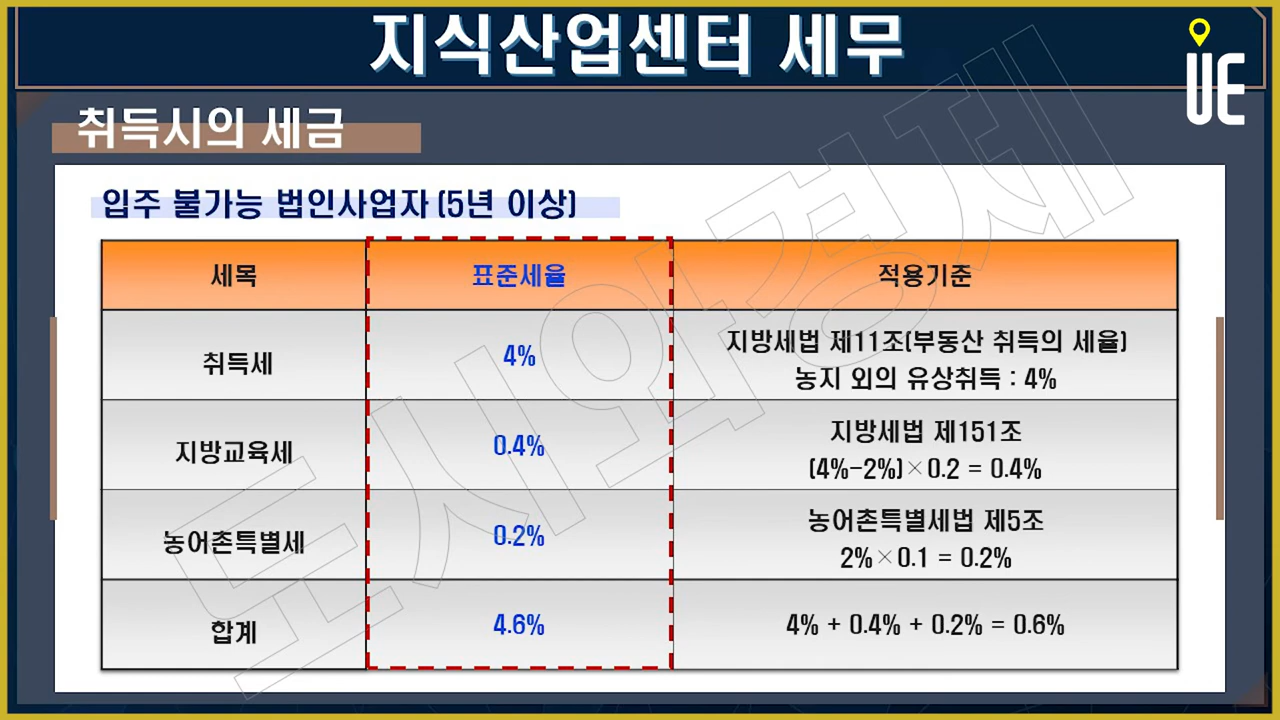 지식산업센터 세무
UE
취득시의 세금
입주 불가능 법인사업자 (5년 이상)
세목 표준세율 적용기준
취득세 4% 지방세법 제11조(부동산 취득의 세율)
농지 외의 유상취득 : 4%
지방교육세 0.4% 지방세법 제151조
(4%-2%)×0.2 = 0.4%
농어촌특별세 0.2% 농어촌특별세법 제5조
2%×0.1 = 0.2%
합계 4.6% 4% + 0.4% + 0.2% = 0.6%
도시와경제